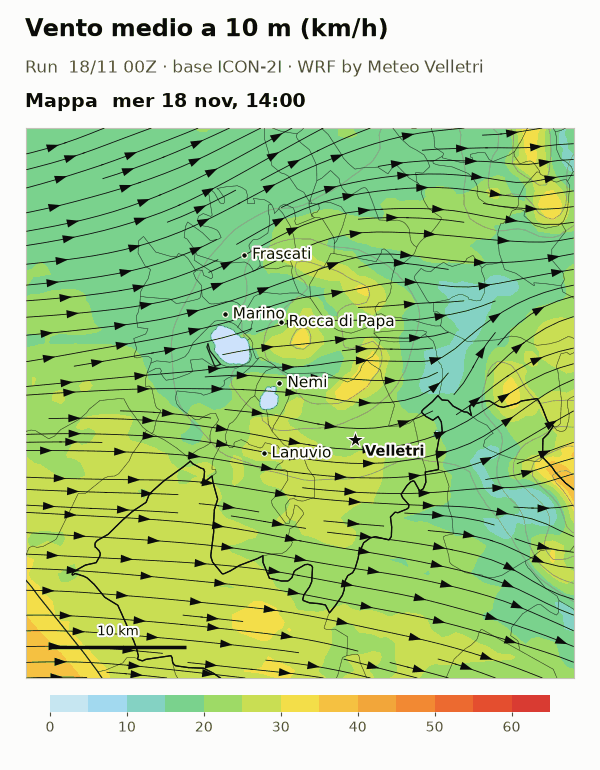 Vento medio a 10 m (km/h)
Run  18/11 00Z · base ICON-2I · WRF by Meteo Velletri
Mappa  mer 18 nov, 14:00
Frascati
Marino
Rocca di Papa
Nemi
Velletri
Lanuvio
10 km
0 10 20 30 40 50 60